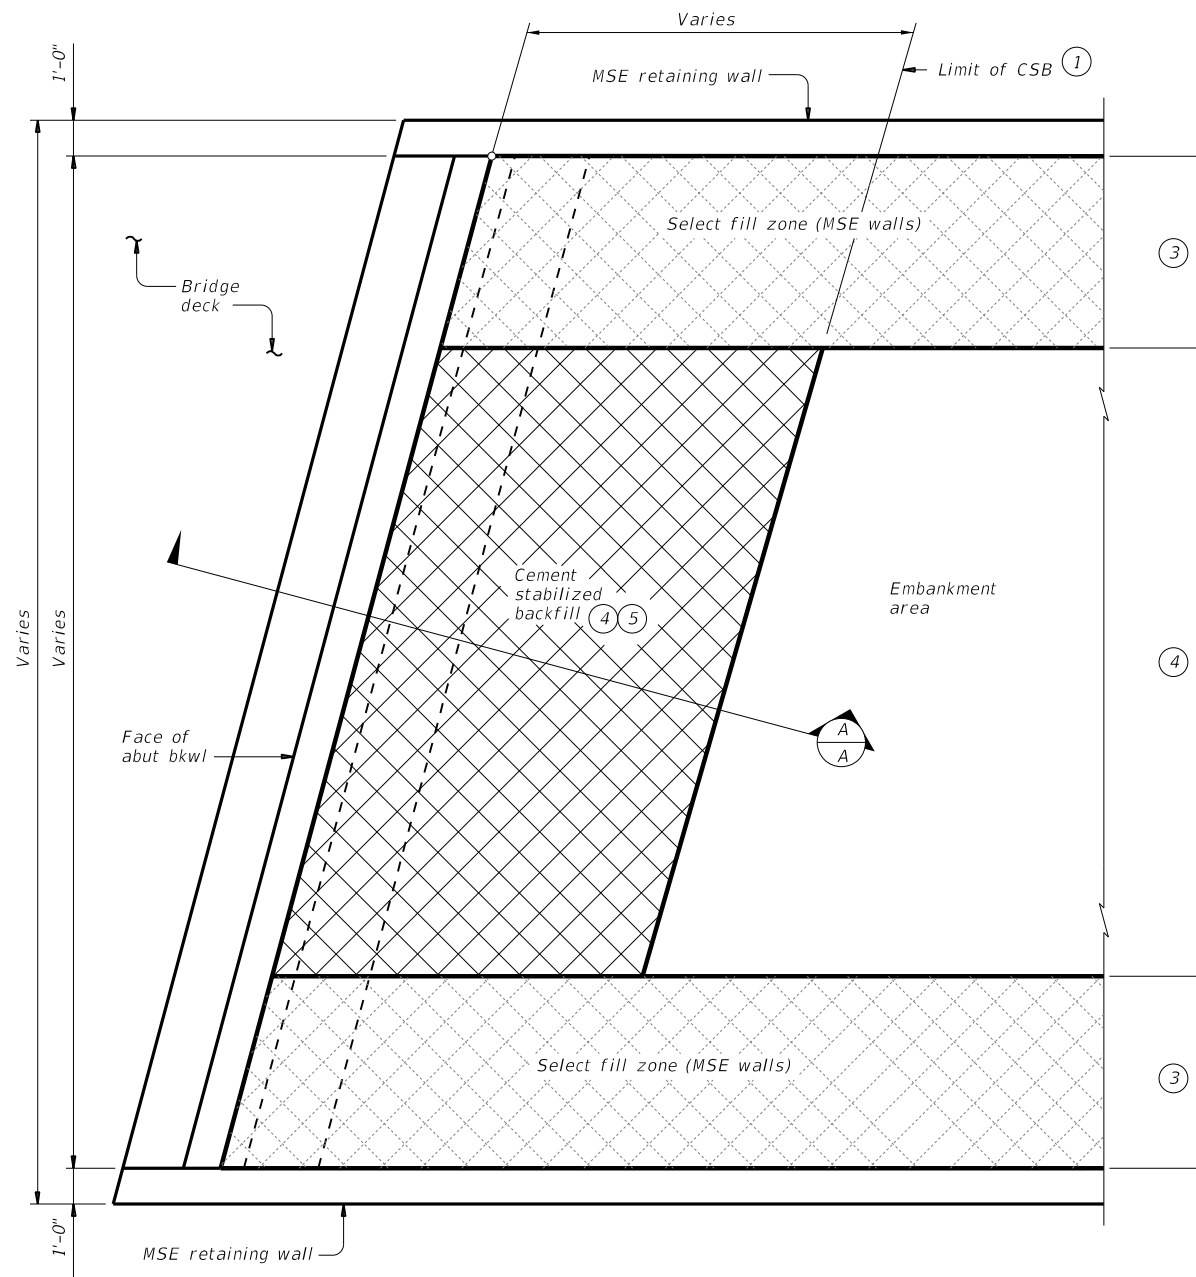 Varies
1'-0"
MSE retaining wall
Limit of CSB 1
Select fill zone (MSE walls)
3
Bridge
deck
Cement
stabilized
backfill 4 5
Embankment
area
Varies
Varies
4
A
A
Face of
abut bkwl
Select fill zone (MSE walls)
3
1'-0"
MSE retaining wall